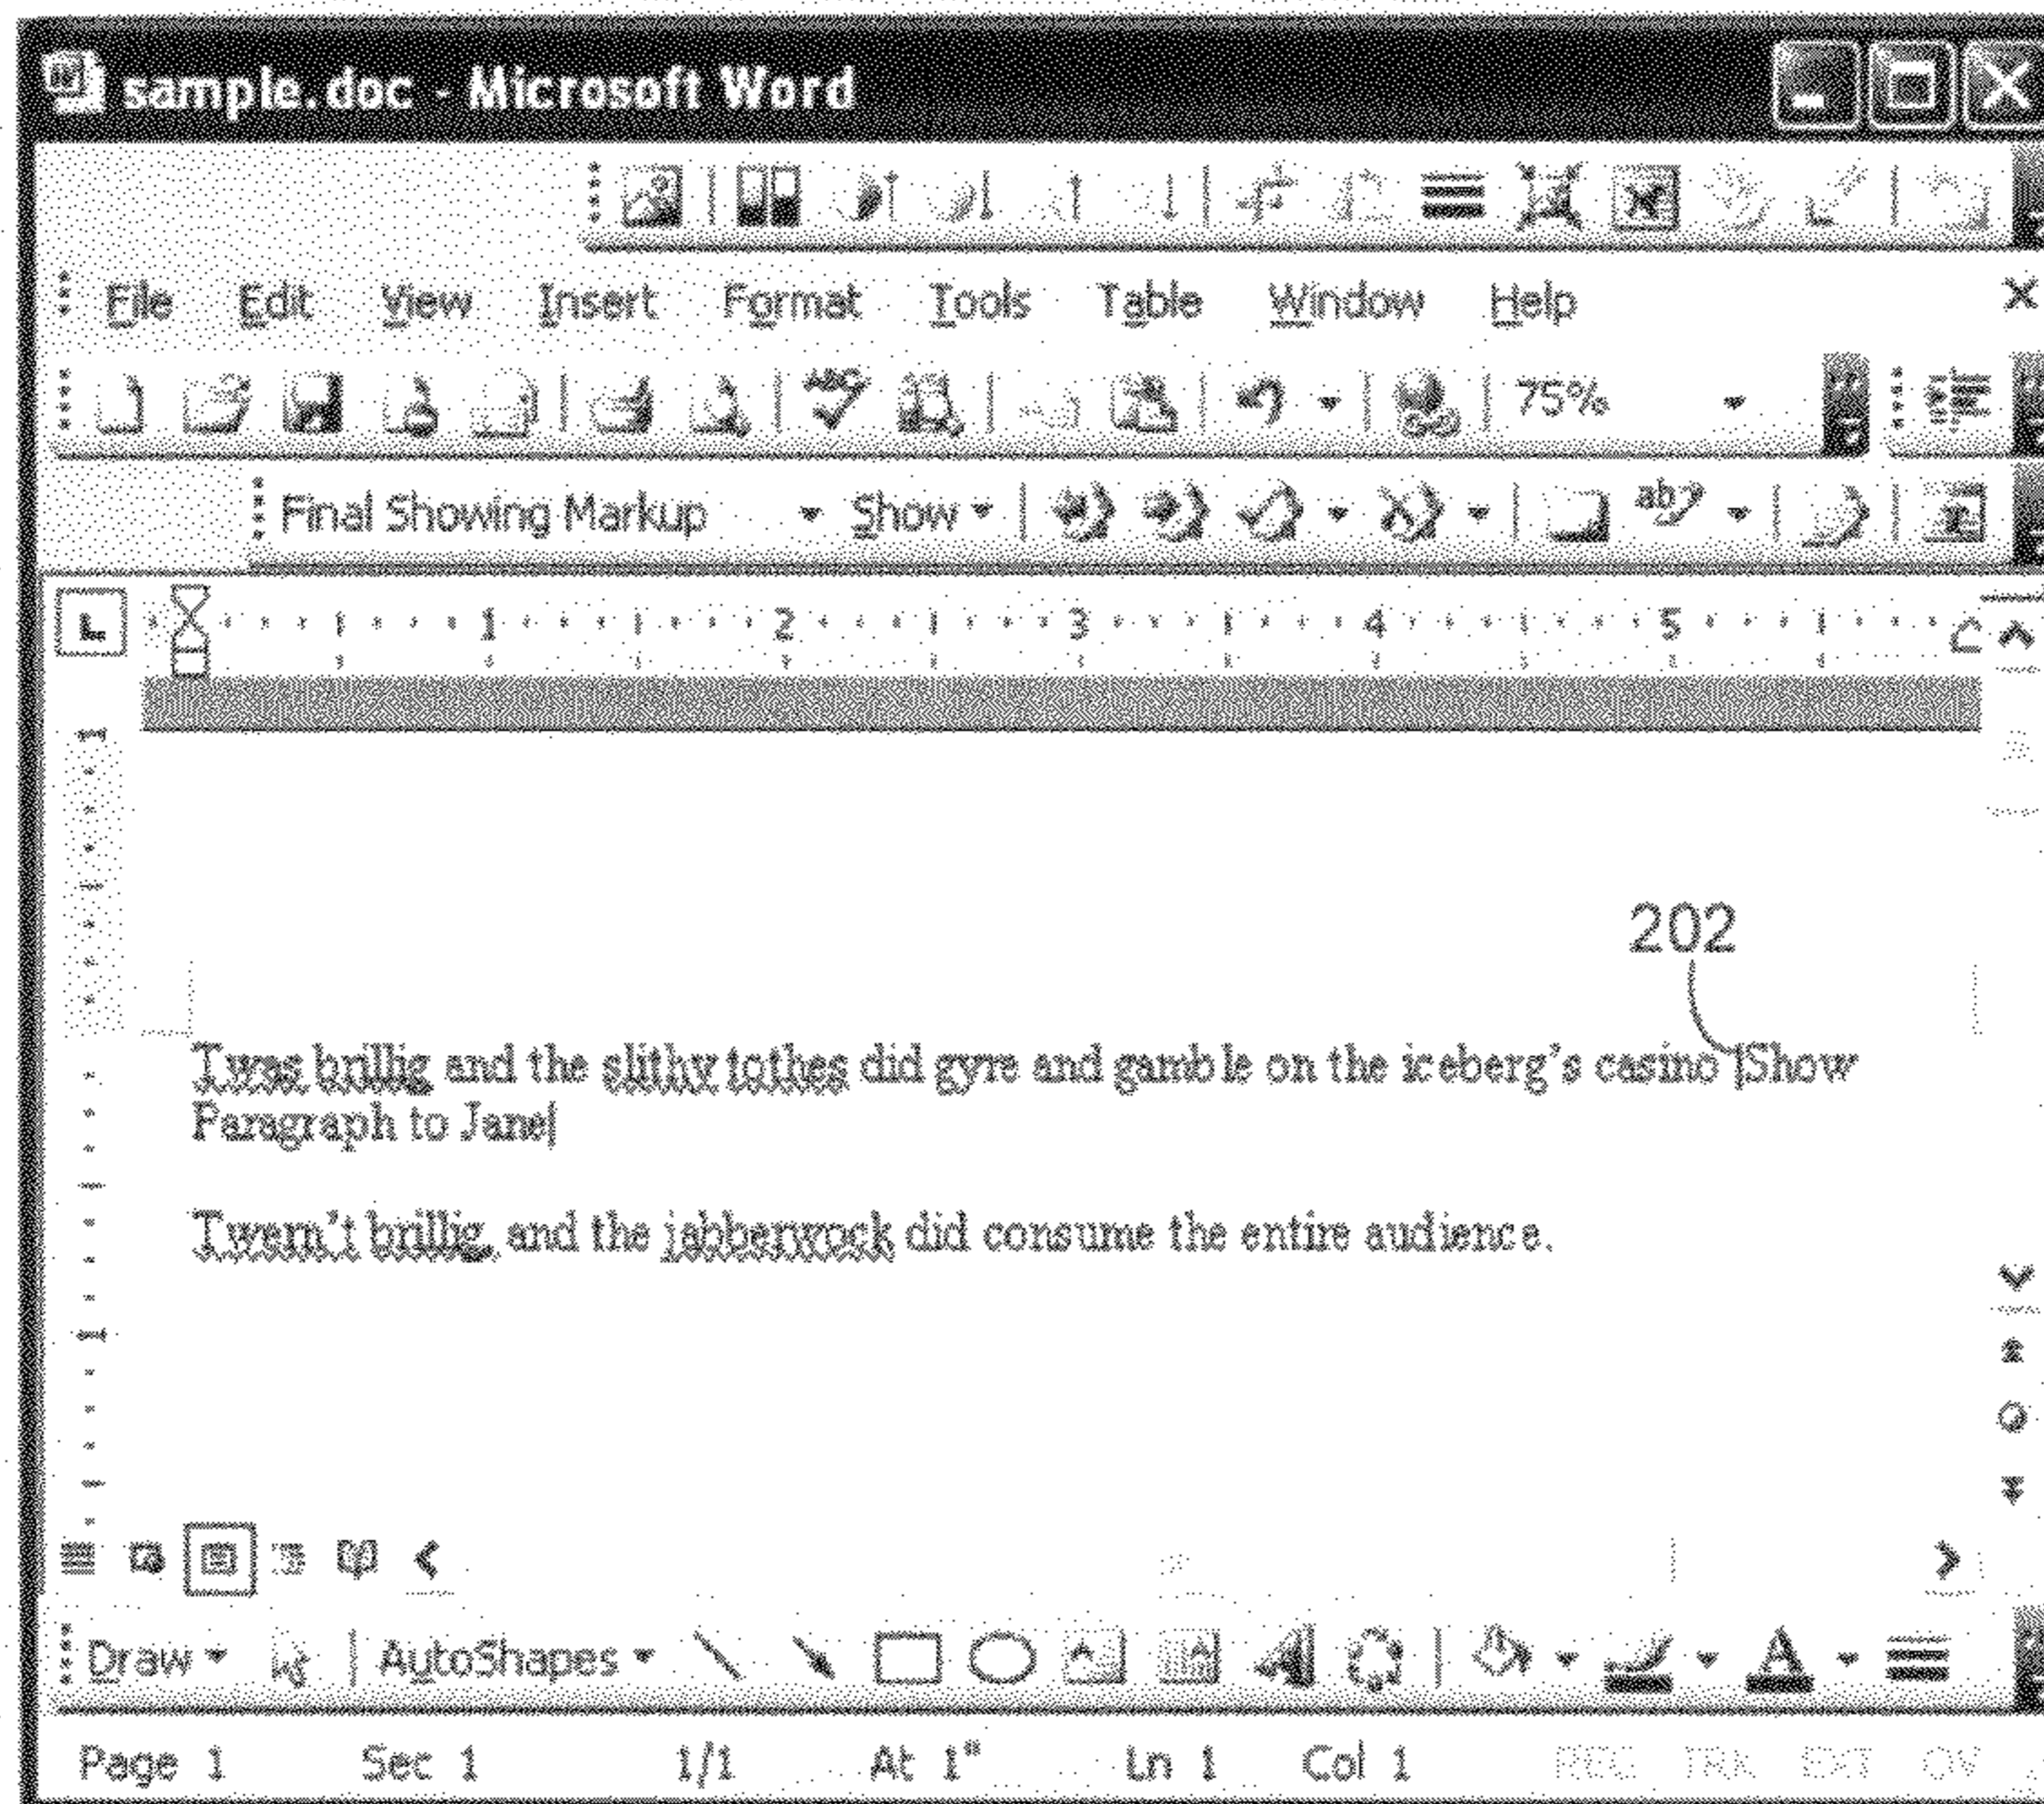 sample.doc - Microsoft Word
File Edit View Insert Format Tools Table Window Help
ABC 75%
Final Showing Markup Show ab
L 1 2 3 4 5
202
Twas brillig and the slithy tothes did gyre and gamble on the iceberg's casino |Show
Paragraph to Jane|
Twern't brillig, and the jabberwock did consume the entire audience.
Draw AutoShapes A A
Page 1 Sec 1 1/1 At 1" Ln 1 Col 1 REC TRK EXT OV